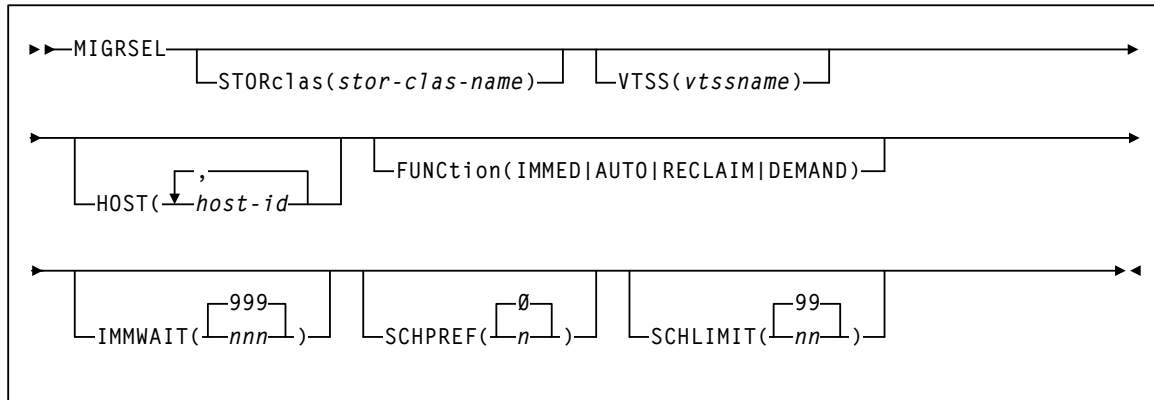 MIGRSEL
STORclas(stor-clas-name)
VTSS(vtssname)
,
HOST(host-id)
FUNCtion(IMMED|AUTO|RECLAIM|DEMAND)
999
IMMWAIT(nnn)
Ø
SCHPREF(n)
99
SCHLIMIT(nn)